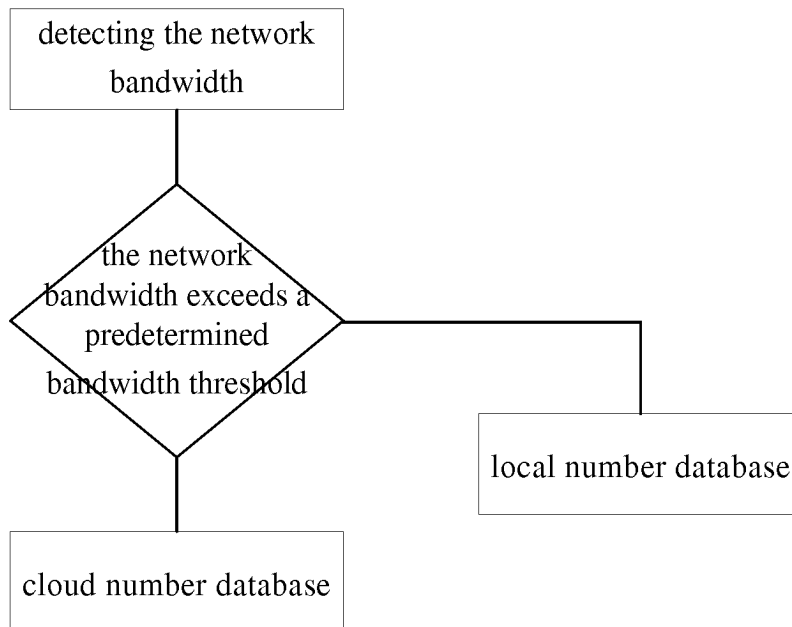 detecting the network
bandwidth
the network
bandwidth exceeds a
predetermined
bandwidth threshold
local number database
cloud number database